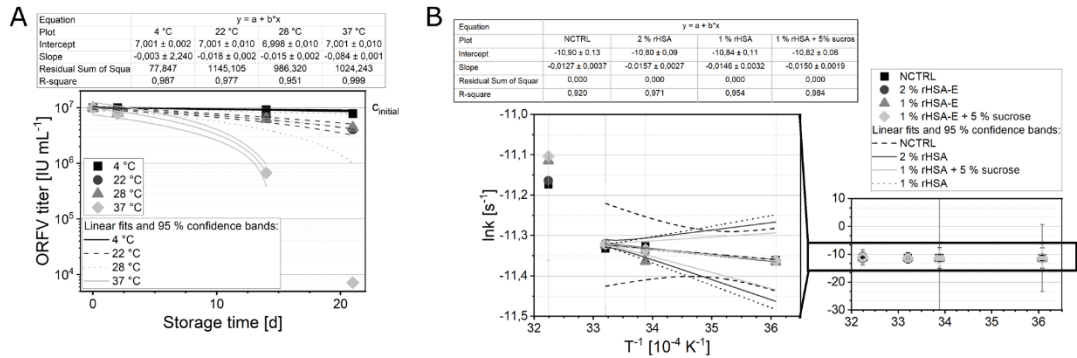 A
Equation y = a + b*x
Plot 4 °C 22 °C 28 °C 37 °C
Intercept 7,001 ± 0,002 7,001 ± 0,010 6,998 ± 0,010 7,001 ± 0,010
Slope -0,003 ± 2,240 -0,018 ± 0,002 -0,015 ± 0,002 -0,084 ± 0,001
Residual Sum of Squa 77,847 1145,105 986,320 1024,243
R-square 0,987 0,977 0,951 0,999
ORFV titer [IU mL⁻¹]
10⁷
10⁶
10⁵
10⁴
c_initial
4 °C
22 °C
28 °C
37 °C
Linear fits and 95 % confidence bands:
4 °C
22 °C
28 °C
37 °C
0 5 10 15 20
Storage time [d]
B
Equation y = a + b*x
Plot NCTRL 2 % rHSA 1 % rHSA 1 % rHSA + 5% sucros
Intercept -10,90 ± 0,13 -10,80 ± 0,09 -10,84 ± 0,11 -10,82 ± 0,06
Slope -0,0127 ± 0,0037 -0,0157 ± 0,0027 -0,0146 ± 0,0032 -0,0150 ± 0,0019
Residual Sum of Squar 0,000 0,000 0,000 0,000
R-square 0,920 0,971 0,954 0,984
NCTRL
2 % rHSA-E
1 % rHSA-E
1 % rHSA-E + 5 % sucrose
Linear fits and 95 % confidence bands:
NCTRL
2 % rHSA
1 % rHSA + 5 % sucrose
1 % rHSA
lnk [s⁻¹]
-11,1
-11,2
-11,3
-11,4
-11,5
32 33 34 35 36
T⁻¹ [10⁻⁴ K⁻¹]
10
0
-10
-20
-30
32 33 34 35 36